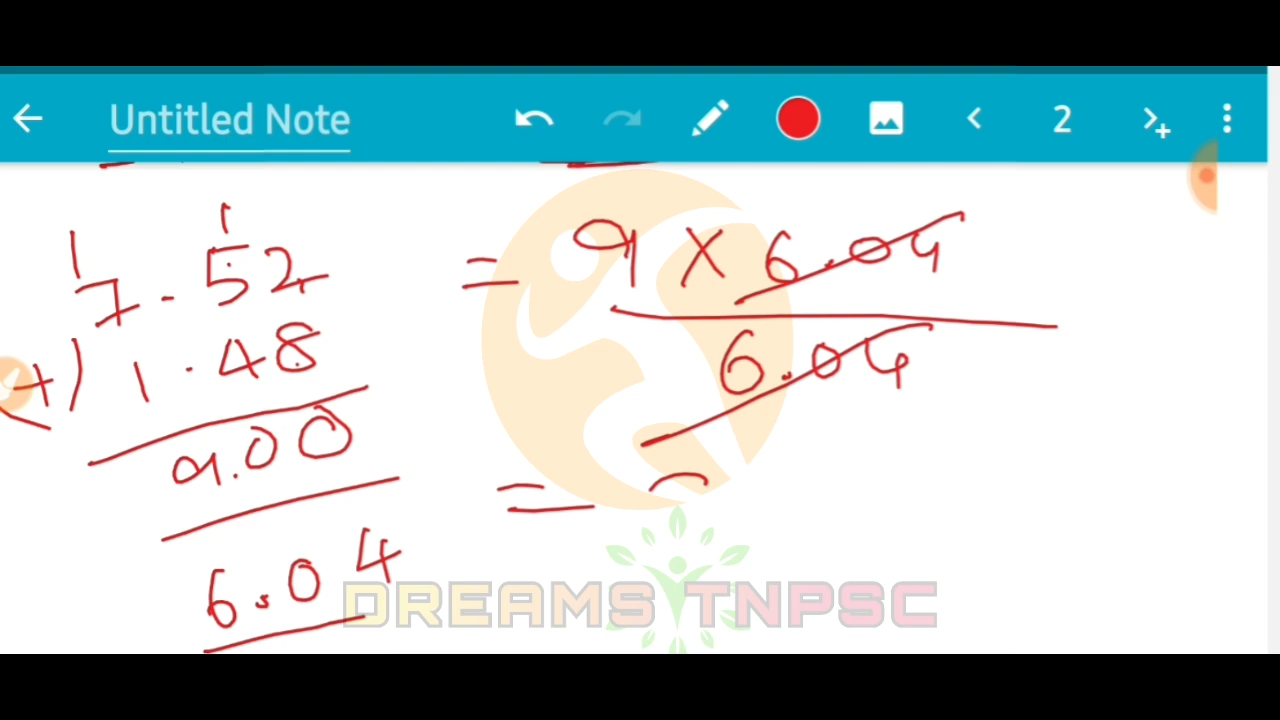 Untitled Note
2
1 1
7.52
(+) 1.48
9.00
6.04
= 9 × 6.04
6.04
=
DREAMS TNPSC